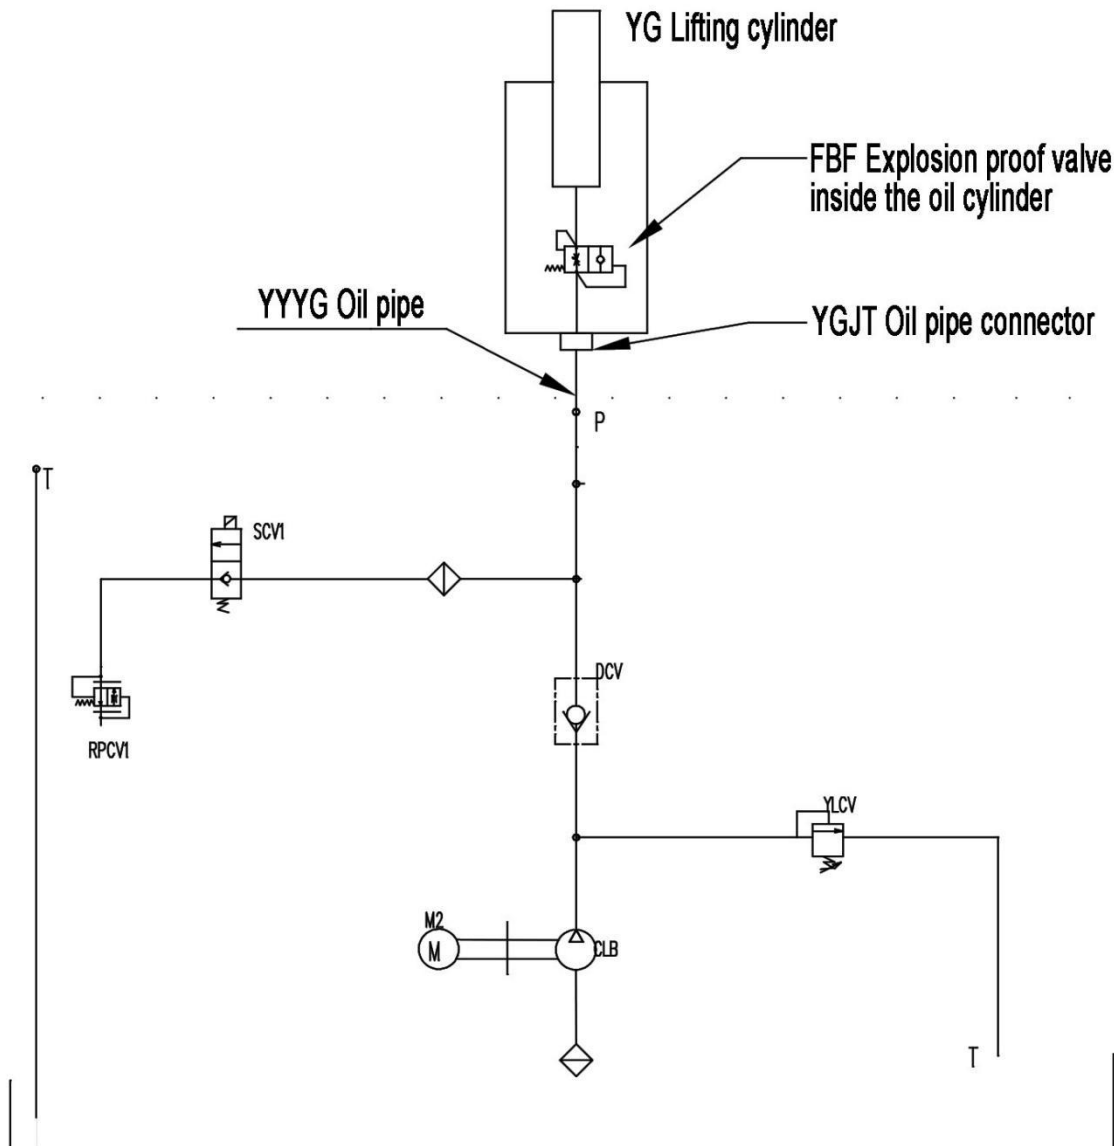 YG Lifting cylinder
FBF Explosion proof valve
inside the oil cylinder
YYYG Oil pipe
YGJT Oil pipe connector
P
T
SCV1
DCV
RPCV1
YLCV
M2
M
CLB
T